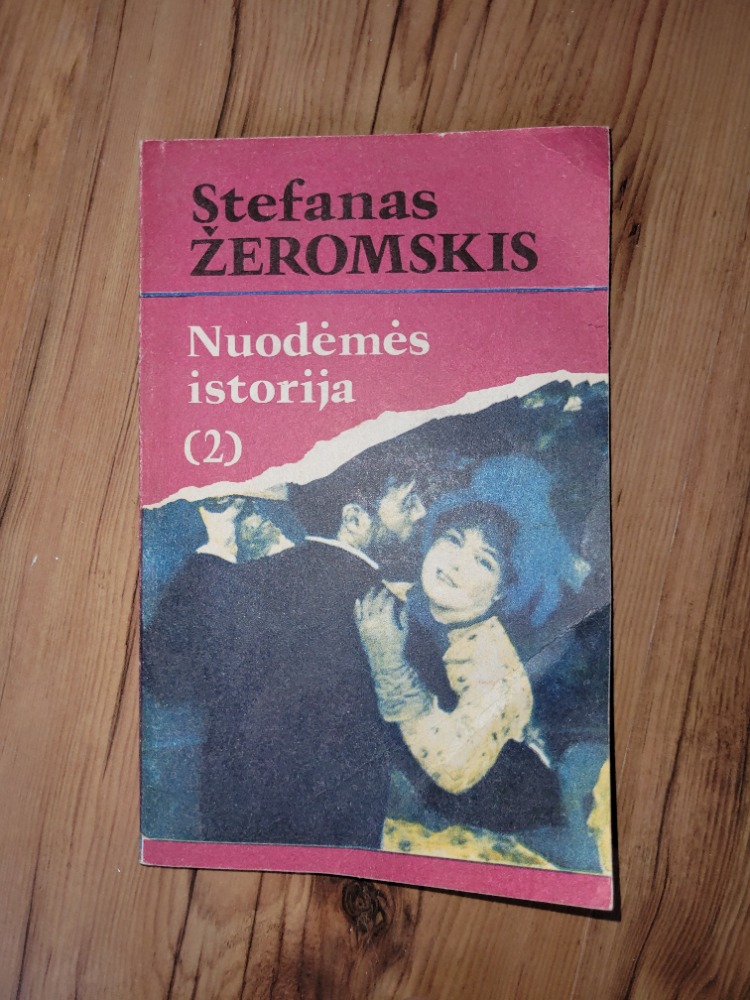 Stefanas
ŽEROMSKIS
Nuodėmės
istorija
(2)